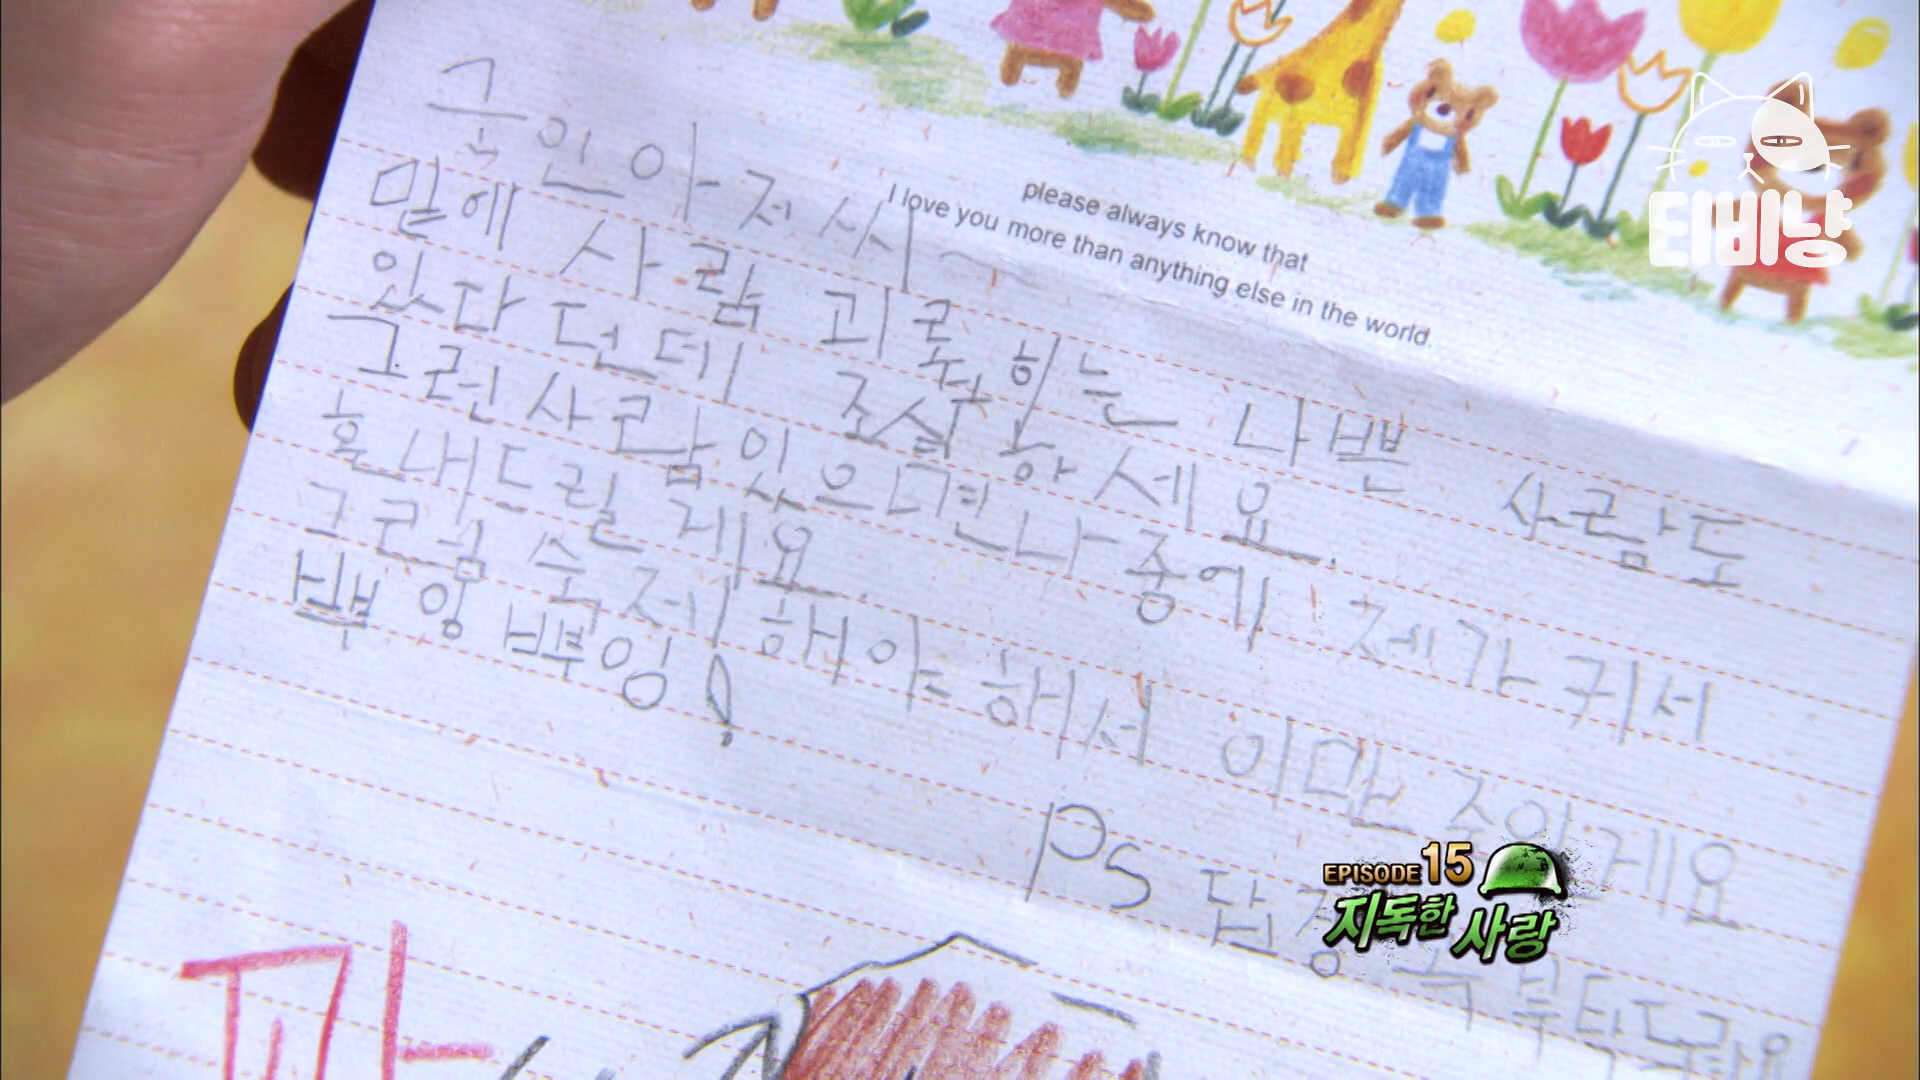 please always know that
I love you more than anything else in the world.
군인아저씨~
밑에 사람 괴롭히는 나쁜 사람도
있다던데 조심하세요.
그런사람있으면 나중에 제가 커서
혼내드릴게요.
그럼 숙제해야해서 이만 줄일게요
뿌잉 뿌잉!
PS 답장 꼭 부탁드려요
티비냥
EPISODE 15
지독한 사랑